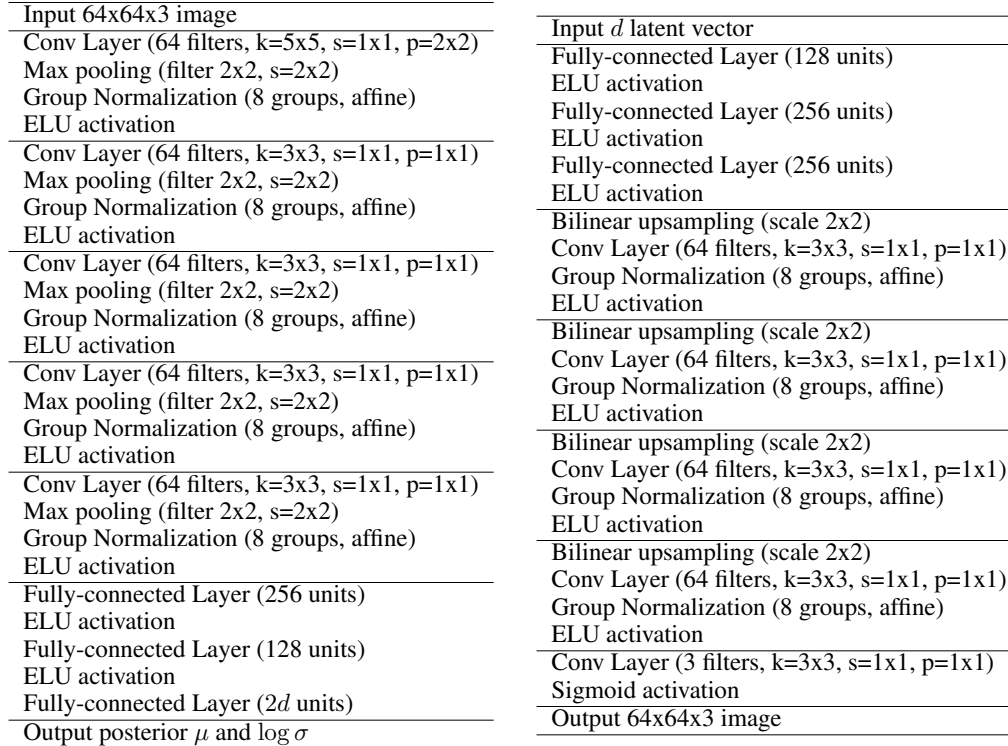 Input 64x64x3 image
Conv Layer (64 filters, k=5x5, s=1x1, p=2x2)
Max pooling (filter 2x2, s=2x2)
Group Normalization (8 groups, affine)
ELU activation
Conv Layer (64 filters, k=3x3, s=1x1, p=1x1)
Max pooling (filter 2x2, s=2x2)
Group Normalization (8 groups, affine)
ELU activation
Conv Layer (64 filters, k=3x3, s=1x1, p=1x1)
Max pooling (filter 2x2, s=2x2)
Group Normalization (8 groups, affine)
ELU activation
Conv Layer (64 filters, k=3x3, s=1x1, p=1x1)
Max pooling (filter 2x2, s=2x2)
Group Normalization (8 groups, affine)
ELU activation
Conv Layer (64 filters, k=3x3, s=1x1, p=1x1)
Max pooling (filter 2x2, s=2x2)
Group Normalization (8 groups, affine)
ELU activation
Fully-connected Layer (256 units)
ELU activation
Fully-connected Layer (128 units)
ELU activation
Fully-connected Layer (2d units)
Output posterior μ and log σ
Input d latent vector
Fully-connected Layer (128 units)
ELU activation
Fully-connected Layer (256 units)
ELU activation
Fully-connected Layer (256 units)
ELU activation
Bilinear upsampling (scale 2x2)
Conv Layer (64 filters, k=3x3, s=1x1, p=1x1)
Group Normalization (8 groups, affine)
ELU activation
Bilinear upsampling (scale 2x2)
Conv Layer (64 filters, k=3x3, s=1x1, p=1x1)
Group Normalization (8 groups, affine)
ELU activation
Bilinear upsampling (scale 2x2)
Conv Layer (64 filters, k=3x3, s=1x1, p=1x1)
Group Normalization (8 groups, affine)
ELU activation
Bilinear upsampling (scale 2x2)
Conv Layer (64 filters, k=3x3, s=1x1, p=1x1)
Group Normalization (8 groups, affine)
ELU activation
Conv Layer (3 filters, k=3x3, s=1x1, p=1x1)
Sigmoid activation
Output 64x64x3 image